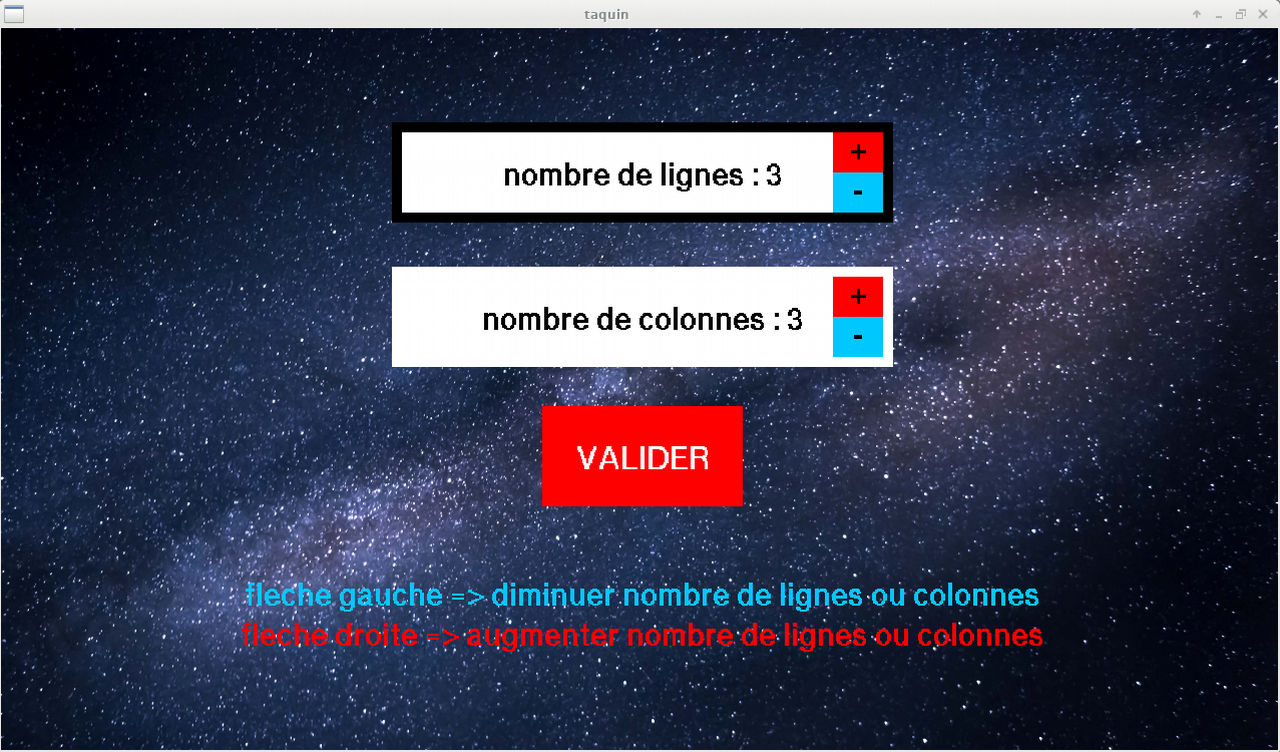 taquin
nombre de lignes : 3
+
-
nombre de colonnes : 3
+
-
VALIDER
fleche gauche => diminuer nombre de lignes ou colonnes
fleche droite => augmenter nombre de lignes ou colonnes